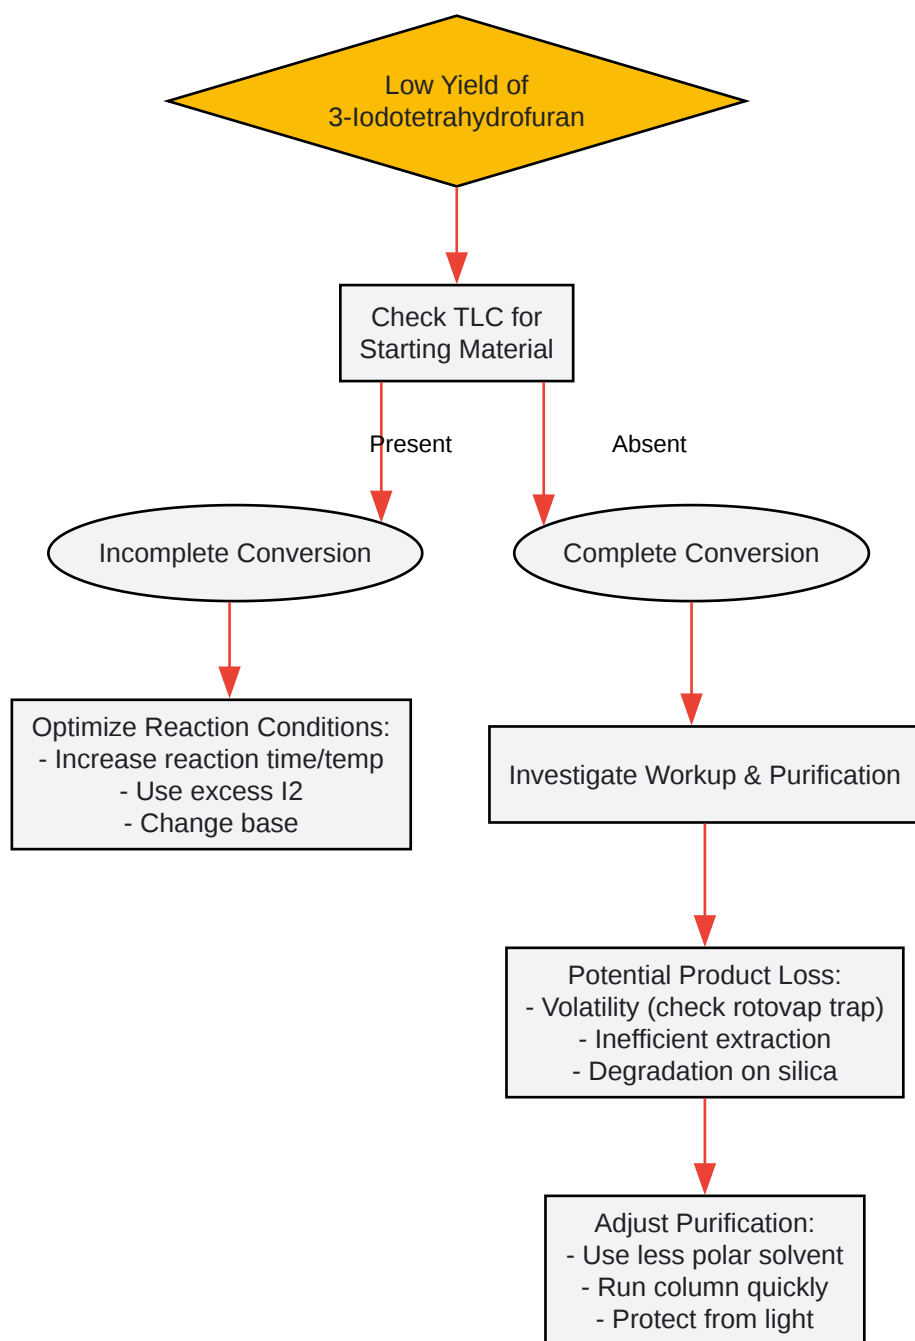 Low Yield of
3-Iodotetrahydrofuran
Check TLC for
Starting Material
Present
Absent
Incomplete Conversion
Complete Conversion
Optimize Reaction Conditions:
- Increase reaction time/temp
- Use excess I2
- Change base
Investigate Workup & Purification
Potential Product Loss:
- Volatility (check rotovap trap)
- Inefficient extraction
- Degradation on silica
Adjust Purification:
- Use less polar solvent
- Run column quickly
- Protect from light